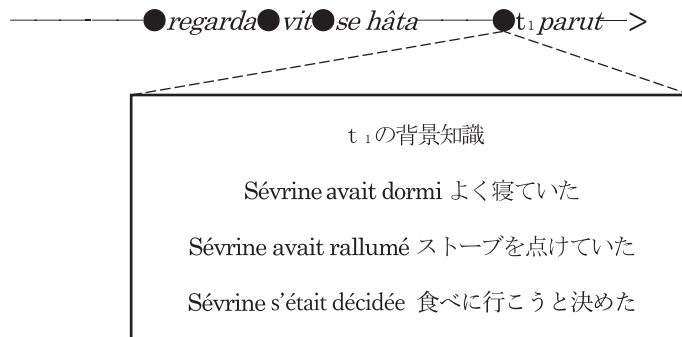 regarda vit se hâta t₁ parut
t₁の背景知識
Sévrine avait dormi よく寝ていた
Sévrine avait rallumé ストーブを点けていた
Sévrine s’était décidée 食べに行こうと決めた